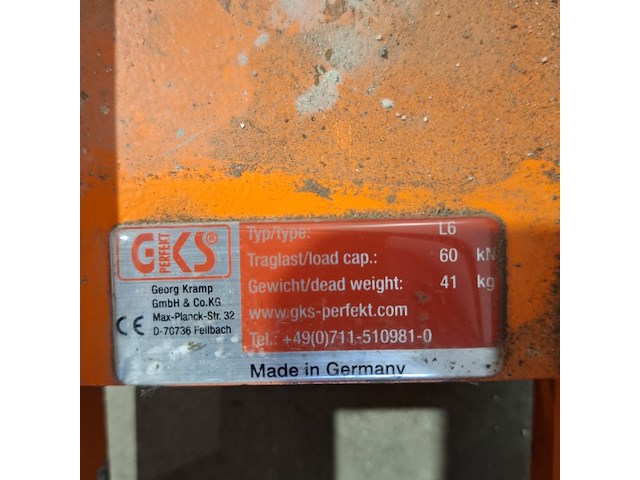 GKS®
PERFEKT
Georg Kramp
GmbH & Co.KG
Max-Planck-Str. 32
D-70736 Fellbach
CE
Typ/type: L6
Traglast/load cap.: 60 kN
Gewicht/dead weight: 41 kg
www.gks-perfekt.com
Tel.: +49(0)711-510981-0
Made in Germany